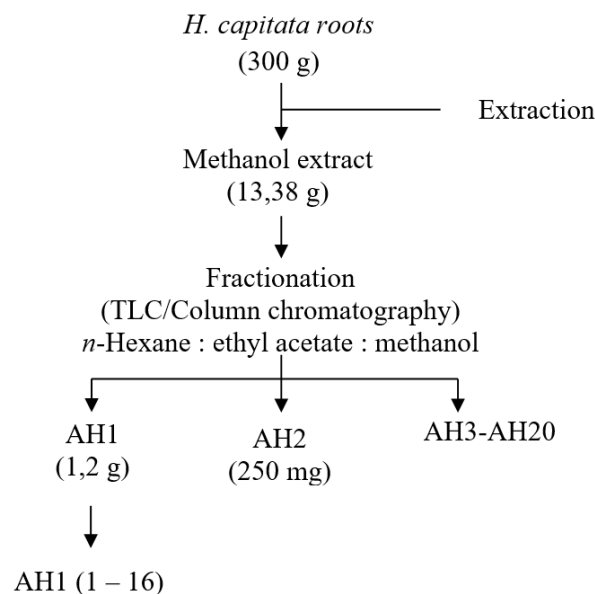 H. capitata roots
(300 g)
Extraction
Methanol extract
(13,38 g)
Fractionation
(TLC/Column chromatography)
n-Hexane : ethyl acetate : methanol
AH1
(1,2 g)
AH2
(250 mg)
AH3-AH20
AH1 (1 – 16)